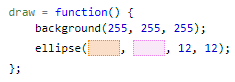 draw = function() {
    background(255, 255, 255);
    ellipse( , , 12, 12);
};